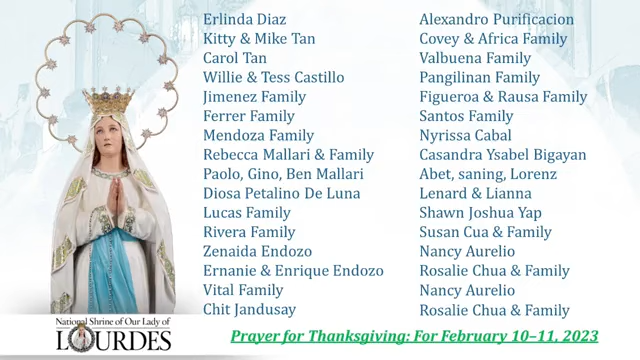 Erlinda Diaz
Kitty & Mike Tan
Carol Tan
Willie & Tess Castillo
Jimenez Family
Ferrer Family
Mendoza Family
Rebecca Mallari & Family
Paolo, Gino, Ben Mallari
Diosa Petalino De Luna
Lucas Family
Rivera Family
Zenaida Endozo
Ernanie & Enrique Endozo
Vital Family
Chit Jandusay
Alexandro Purificacion
Covey & Africa Family
Valbuena Family
Pangilinan Family
Figueroa & Rausa Family
Santos Family
Nyrissa Cabal
Casandra Ysabel Bigayan
Abet, saning, Lorenz
Lenard & Lianna
Shawn Joshua Yap
Susan Cua & Family
Nancy Aurelio
Rosalie Chua & Family
Nancy Aurelio
Rosalie Chua & Family
National Shrine of Our Lady of
LOURDES
Prayer for Thanksgiving: For February 10–11, 2023